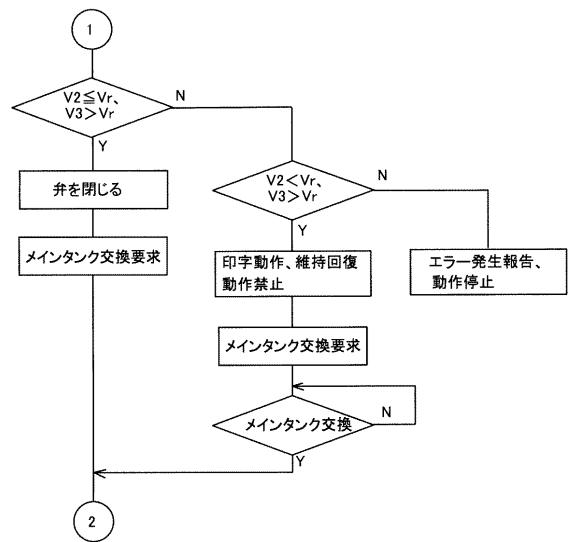 1
V2≦Vr、
V3>Vr
N
Y
弁を閉じる
メインタンク交換要求
V2<Vr、
V3>Vr
N
Y
印字動作、維持回復
動作禁止
エラー発生報告、
動作停止
メインタンク交換要求
メインタンク交換
N
Y
2